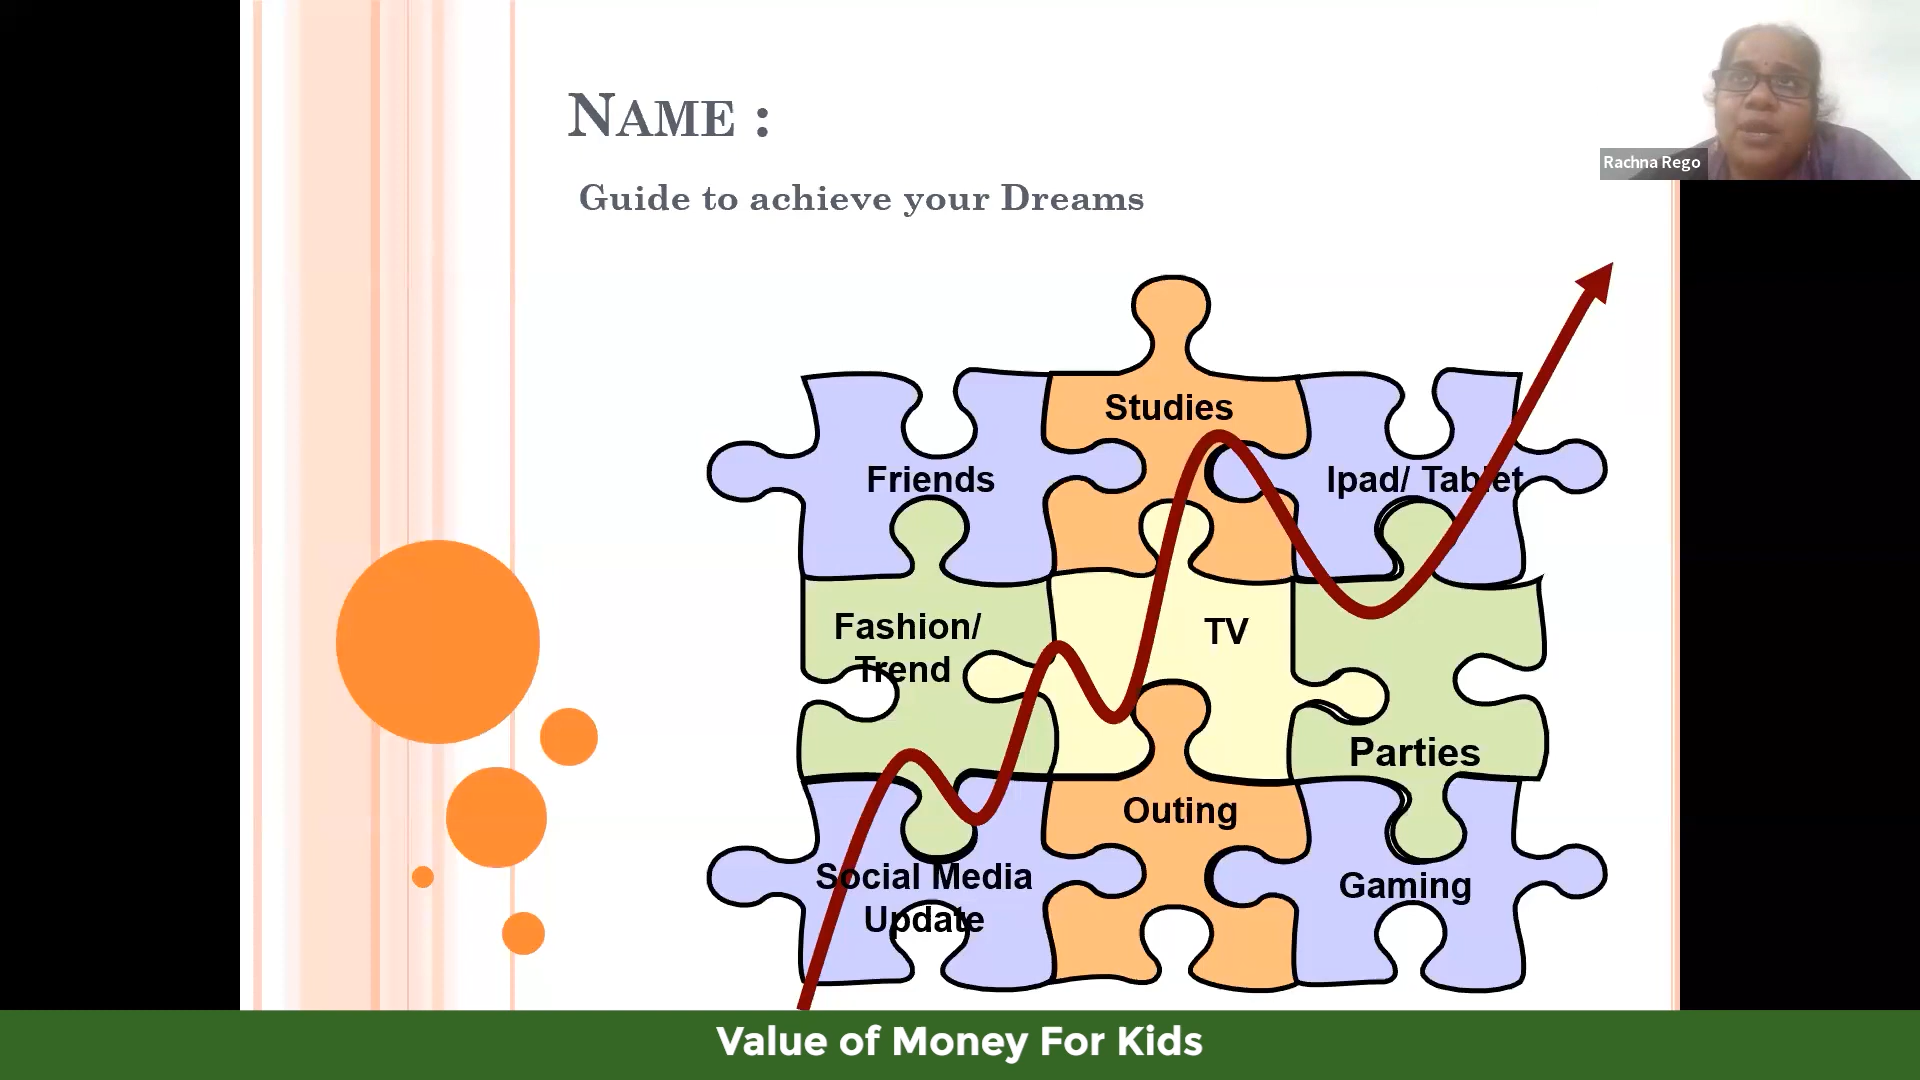 NAME :
Guide to achieve your Dreams
Rachna Rego
Studies
Friends
Ipad/ Tablet
Fashion/
Trend
TV
Parties
Outing
Social Media
Update
Gaming
Value of Money For Kids